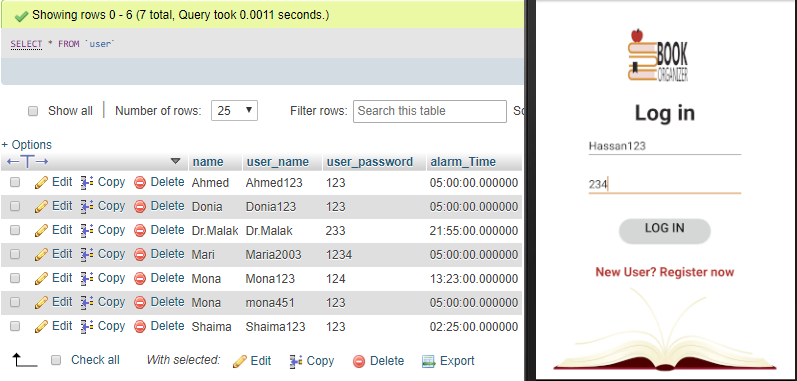 Showing rows 0 - 6 (7 total, Query took 0.0011 seconds.)
SELECT * FROM `user`
Show all | Number of rows: 25 Filter rows: Search this table So
+ Options
name user_name user_password alarm_Time
Edit Copy Delete Ahmed Ahmed123 123 05:00:00.000000
Edit Copy Delete Donia Donia123 123 05:00:00.000000
Edit Copy Delete Dr.Malak Dr.Malak 233 21:55:00.000000
Edit Copy Delete Mari Maria2003 1234 05:00:00.000000
Edit Copy Delete Mona Mona123 124 13:23:00.000000
Edit Copy Delete Mona mona451 123 05:00:00.000000
Edit Copy Delete Shaima Shaima123 123 02:25:00.000000
Check all With selected: Edit Copy Delete Export
BOOK
ORGANIZER
Log in
Hassan123
234
LOG IN
New User? Register now